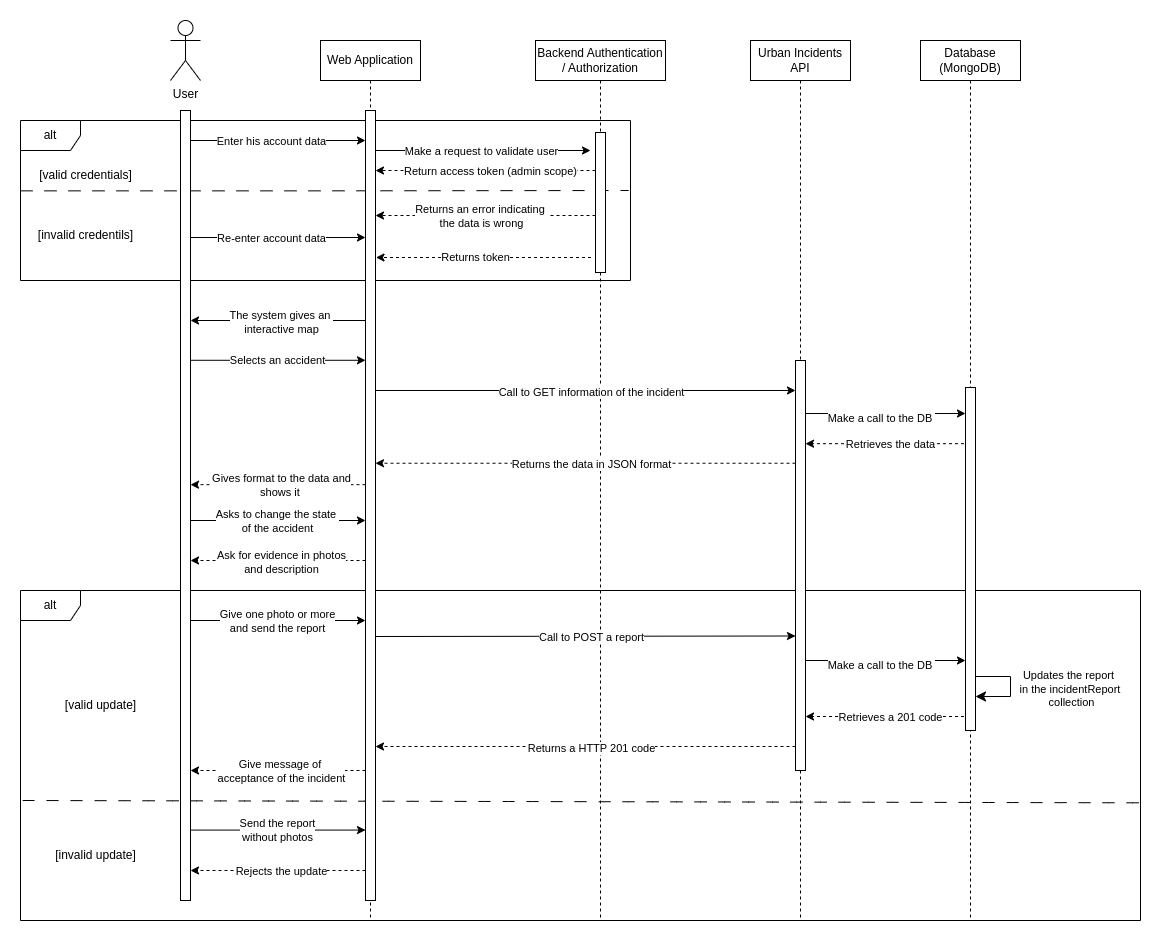 User
Web Application
Backend Authentication
/ Authorization
Urban Incidents
API
Database
(MongoDB)
alt
Enter his account data
Make a request to validate user
Return access token (admin scope)
[valid credentials]
Returns an error indicating
the data is wrong
[invalid credentils]
Re-enter account data
Returns token
The system gives an
interactive map
Selects an accident
Call to GET information of the incident
Make a call to the DB
Retrieves the data
Returns the data in JSON format
Gives format to the data and
shows it
Asks to change the state
of the accident
Ask for evidence in photos
and description
alt
Give one photo or more
and send the report
Call to POST a report
Make a call to the DB
Updates the report
in the incidentReport
collection
[valid update]
Retrieves a 201 code
Returns a HTTP 201 code
Give message of
acceptance of the incident
Send the report
without photos
[invalid update]
Rejects the update